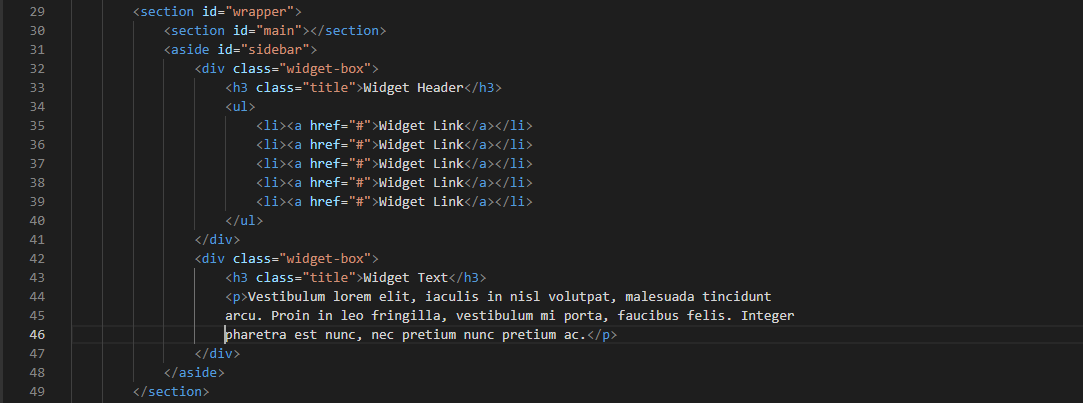 29 <section id="wrapper">
30 <section id="main"></section>
31 <aside id="sidebar">
32 <div class="widget-box">
33 <h3 class="title">Widget Header</h3>
34 <ul>
35 <li><a href="#">Widget Link</a></li>
36 <li><a href="#">Widget Link</a></li>
37 <li><a href="#">Widget Link</a></li>
38 <li><a href="#">Widget Link</a></li>
39 <li><a href="#">Widget Link</a></li>
40 </ul>
41 </div>
42 <div class="widget-box">
43 <h3 class="title">Widget Text</h3>
44 <p>Vestibulum lorem elit, iaculis in nisl volutpat, malesuada tincidunt
45 arcu. Proin in leo fringilla, vestibulum mi porta, faucibus felis. Integer
46 pharetra est nunc, nec pretium nunc pretium ac.</p>
47 </div>
48 </aside>
49 </section>